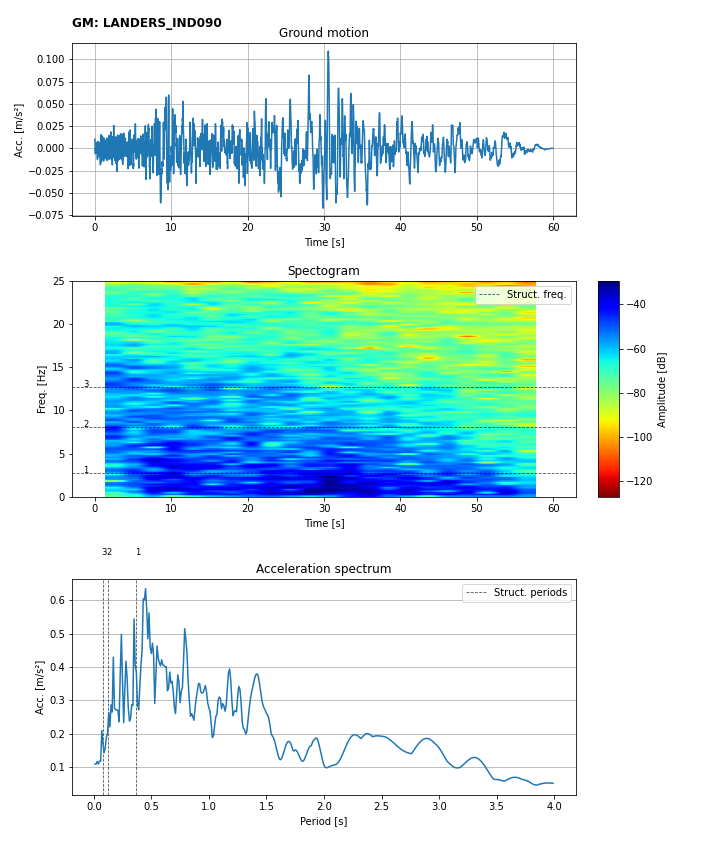 GM: LANDERS_IND090
Ground motion
0.100
0.075
0.050
0.025
0.000
−0.025
−0.050
−0.075
Acc. [m/s²]
0 10 20 30 40 50 60
Time [s]
Spectogram
25
20
15
10
5
0
Freq. [Hz]
3
2
1
Struct. freq.
0 10 20 30 40 50 60
Time [s]
−40
−60
−80
−100
−120
Amplitude [dB]
32 1
Acceleration spectrum
0.6
0.5
0.4
0.3
0.2
0.1
Acc. [m/s²]
Struct. periods
0.0 0.5 1.0 1.5 2.0 2.5 3.0 3.5 4.0
Period [s]